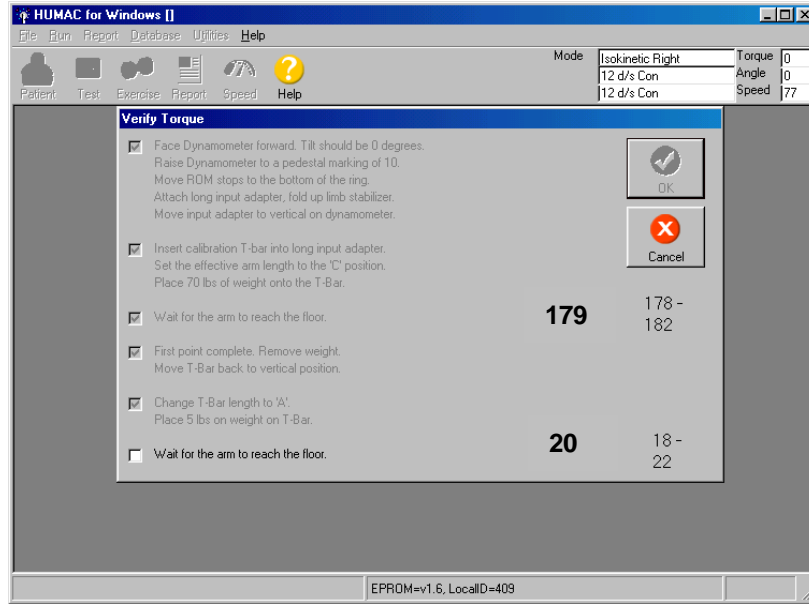 HUMAC for Windows []
File Run Report Database Utilities Help
Patient Test Exercise Report Speed Help
Mode Isokinetic Right Torque 0
12 d/s Con Angle 0
12 d/s Con Speed 77
Verify Torque
Face Dynamometer forward. Tilt should be 0 degrees.
Raise Dynamometer to a pedestal marking of 10.
Move ROM stops to the bottom of the ring.
Attach long input adapter, fold up limb stabilizer.
Move input adapter to vertical on dynamometer.
OK
Insert calibration T-bar into long input adapter.
Set the effective arm length to the 'C' position.
Place 70 lbs of weight onto the T-Bar.
Cancel
Wait for the arm to reach the floor.
179
178 -
182
First point complete. Remove weight.
Move T-Bar back to vertical position.
Change T-Bar length to 'A'.
Place 5 lbs on weight on T-Bar.
Wait for the arm to reach the floor.
20
18 -
22
EPROM=v1.6, LocalID=409